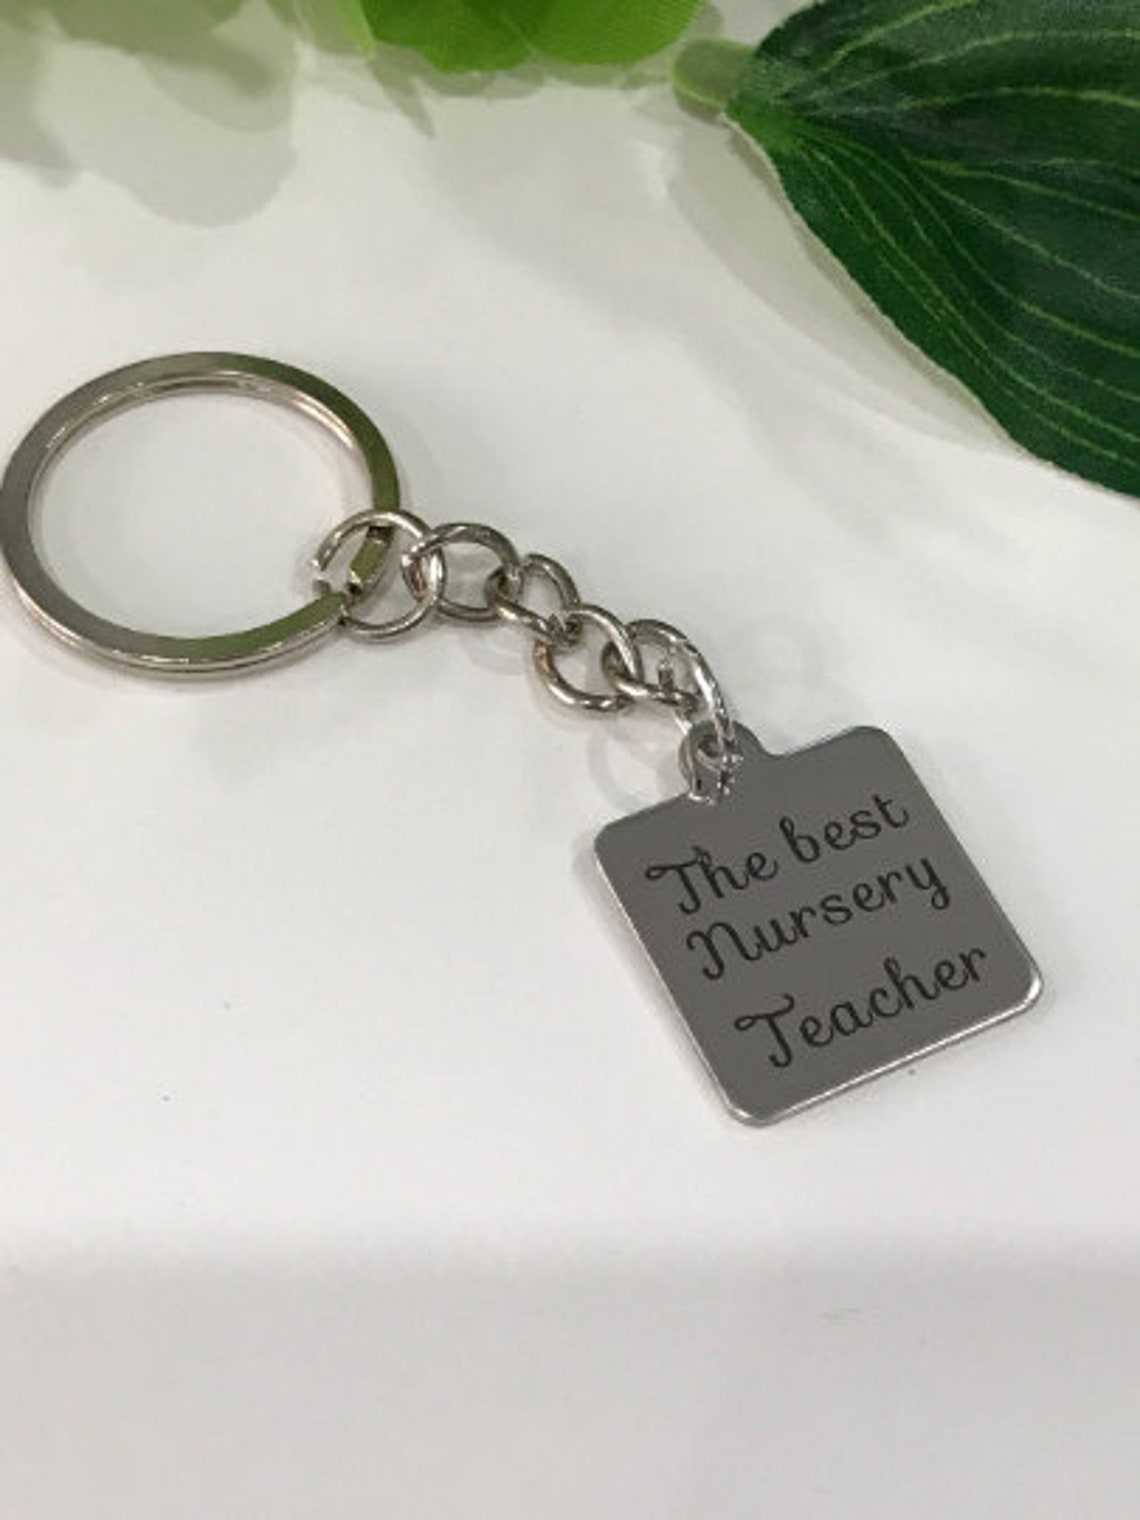 The best
Nursery
Teacher